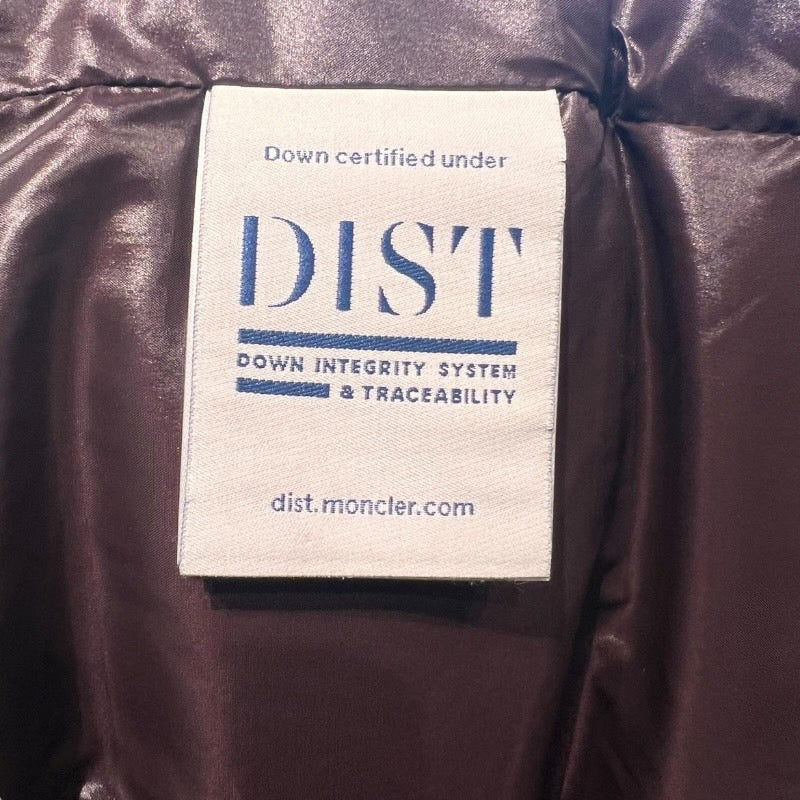 Down certified under
DIST
DOWN INTEGRITY SYSTEM
& TRACEABILITY
dist.moncler.com